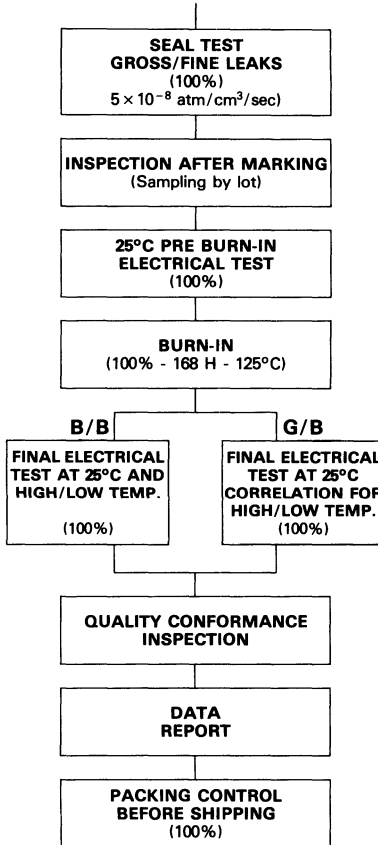 SEAL TEST
GROSS/FINE LEAKS
(100%)
5 × 10⁻⁸ atm/cm³/sec)
INSPECTION AFTER MARKING
(Sampling by lot)
25°C PRE BURN-IN
ELECTRICAL TEST
(100%)
BURN-IN
(100% - 168 H - 125°C)
B/B
FINAL ELECTRICAL
TEST AT 25°C AND
HIGH/LOW TEMP.
(100%)
G/B
FINAL ELECTRICAL
TEST AT 25°C
CORRELATION FOR
HIGH/LOW TEMP.
(100%)
QUALITY CONFORMANCE
INSPECTION
DATA
REPORT
PACKING CONTROL
BEFORE SHIPPING
(100%)